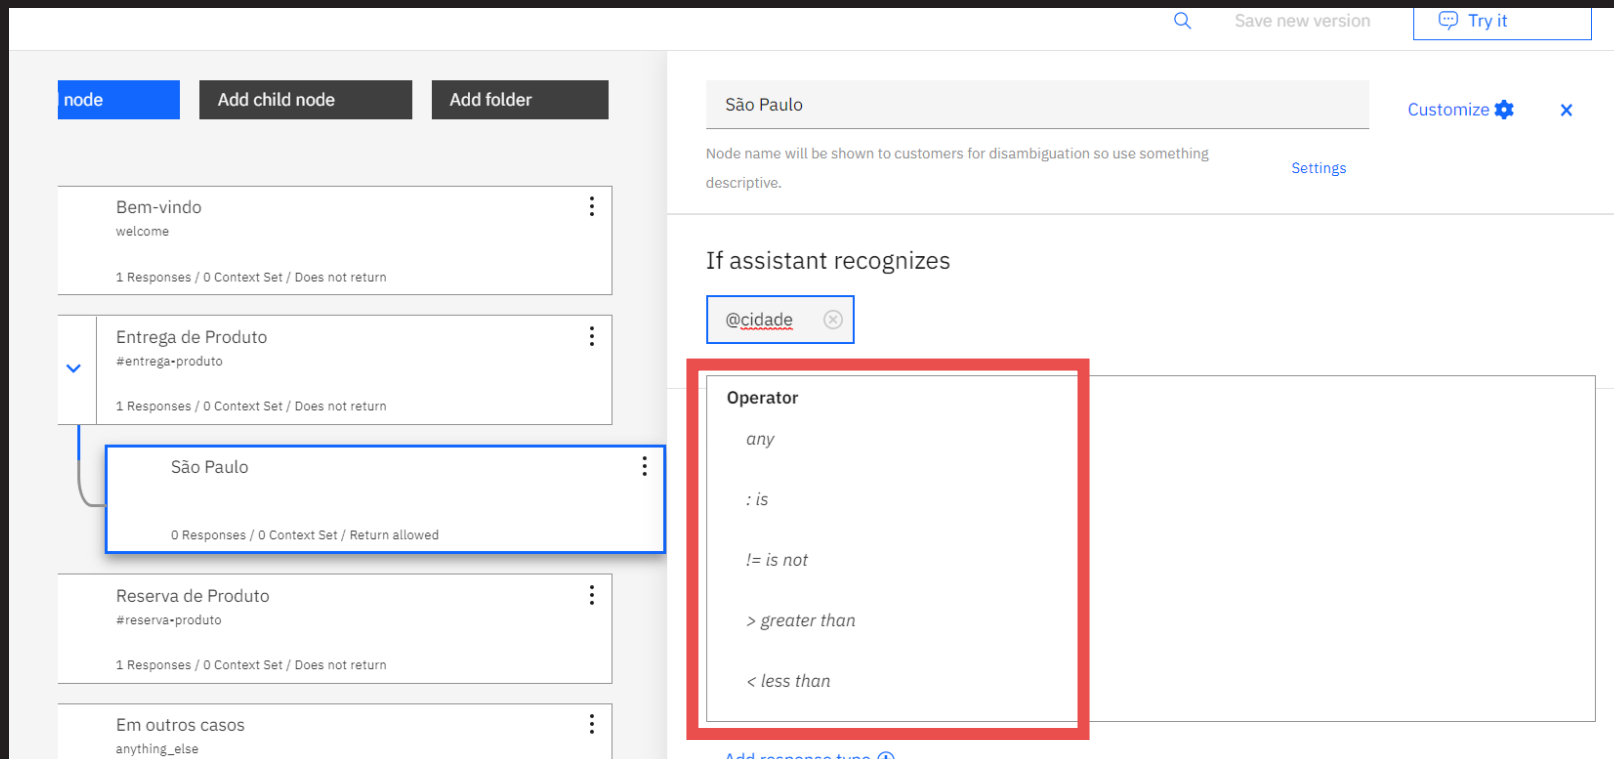 Save new version
Try it
node
Add child node
Add folder
São Paulo
Customize
Node name will be shown to customers for disambiguation so use something
descriptive.
Settings
Bem-vindo
welcome
1 Responses / 0 Context Set / Does not return
Entrega de Produto
#entrega-produto
1 Responses / 0 Context Set / Does not return
São Paulo
0 Responses / 0 Context Set / Return allowed
Reserva de Produto
#reserva-produto
1 Responses / 0 Context Set / Does not return
Em outros casos
anything_else
If assistant recognizes
@cidade
Operator
any
: is
!= is not
> greater than
< less than
Add response type